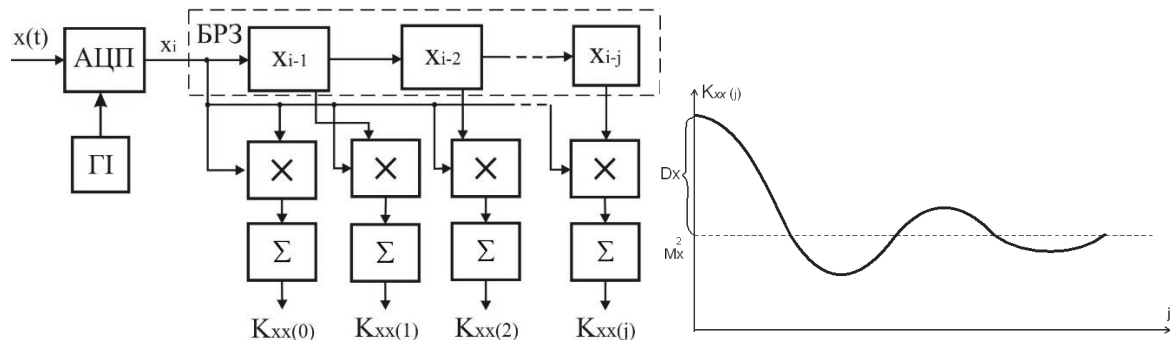 x(t)
АЦП
xi
БРЗ
xi-1
xi-2
xi-j
ГІ
×
×
×
×
Σ
Σ
Σ
Σ
Kxx(0)
Kxx(1)
Kxx(2)
Kxx(j)
Kxx (j)
Dx
Mx²
j